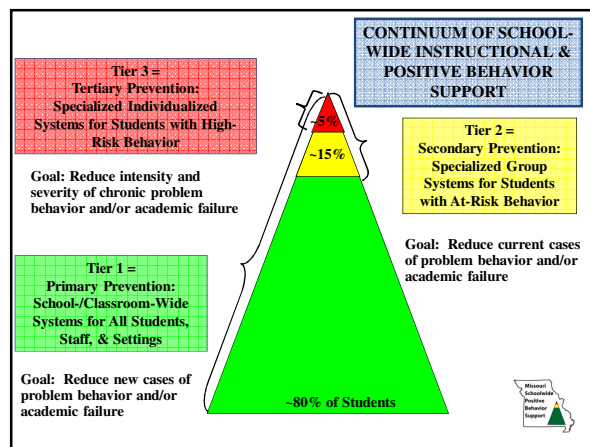 CONTINUUM OF SCHOOL-
WIDE INSTRUCTIONAL &
POSITIVE BEHAVIOR
SUPPORT
Tier 3 =
Tertiary Prevention:
Specialized Individualized
Systems for Students with High-
Risk Behavior
Goal: Reduce intensity and
severity of chronic problem
behavior and/or academic failure
~5%
~15%
Tier 2 =
Secondary Prevention:
Specialized Group
Systems for Students
with At-Risk Behavior
Goal: Reduce current cases
of problem behavior and/or
academic failure
Tier 1 =
Primary Prevention:
School-/Classroom-Wide
Systems for All Students,
Staff, & Settings
Goal: Reduce new cases of
problem behavior and/or
academic failure
~80% of Students
Missouri
Schoolwide
Positive
Behavior
Support